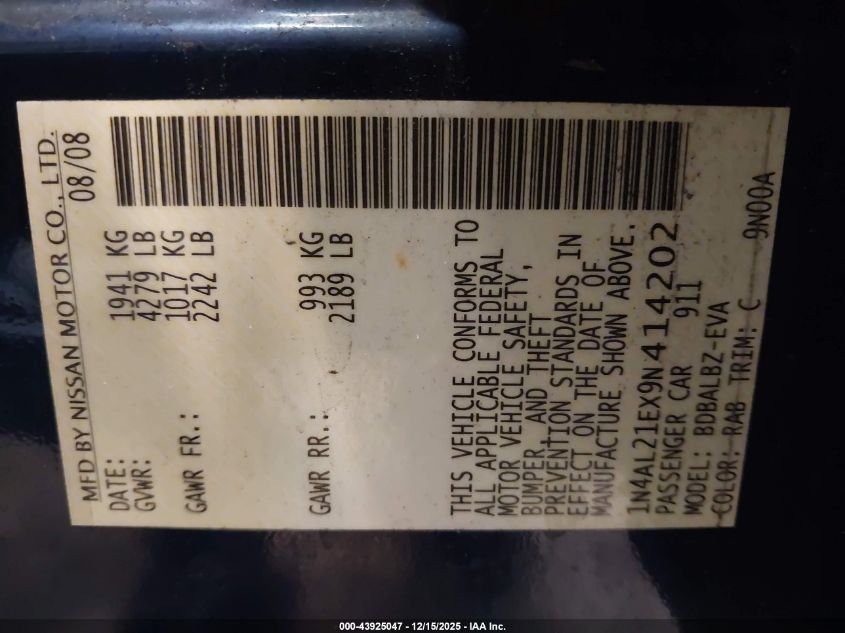 MFD BY NISSAN MOTOR CO., LTD.
DATE: 08/08
GVWR: 1941 KG
4279 LB
GAWR FR.: 1017 KG
2242 LB
GAWR RR.: 993 KG
2189 LB
THIS VEHICLE CONFORMS TO
ALL APPLICABLE FEDERAL
MOTOR VEHICLE SAFETY,
BUMPER, AND THEFT
PREVENTION STANDARDS IN
EFFECT ON THE DATE OF
MANUFACTURE SHOWN ABOVE.
1N4AL21EX9N414202
PASSENGER CAR 911
MODEL: BDBALBZ-EVA
COLOR: RAB TRIM: C 9N00A
000-43925047 - 12/15/2025 - IAA Inc.